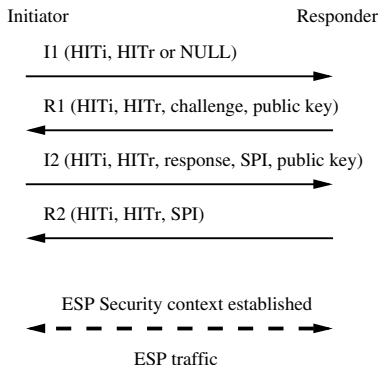 Initiator Responder
I1 (HITi, HITr or NULL)
R1 (HITi, HITr, challenge, public key)
I2 (HITi, HITr, response, SPI, public key)
R2 (HITi, HITr, SPI)
ESP Security context established
ESP traffic